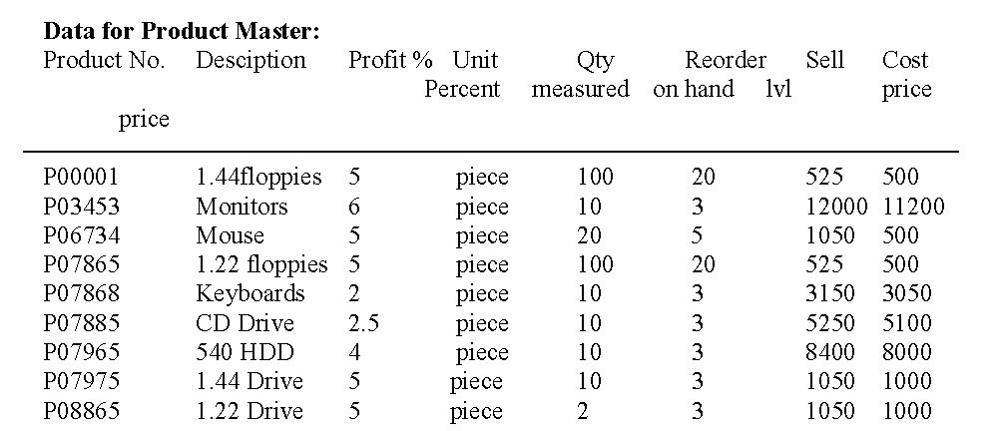 Data for Product Master:
Product No. Desciption Profit % Unit Qty Reorder Sell Cost
Percent measured on hand lvl price
price
P00001 1.44floppies 5 piece 100 20 525 500
P03453 Monitors 6 piece 10 3 12000 11200
P06734 Mouse 5 piece 20 5 1050 500
P07865 1.22 floppies 5 piece 100 20 525 500
P07868 Keyboards 2 piece 10 3 3150 3050
P07885 CD Drive 2.5 piece 10 3 5250 5100
P07965 540 HDD 4 piece 10 3 8400 8000
P07975 1.44 Drive 5 piece 10 3 1050 1000
P08865 1.22 Drive 5 piece 2 3 1050 1000